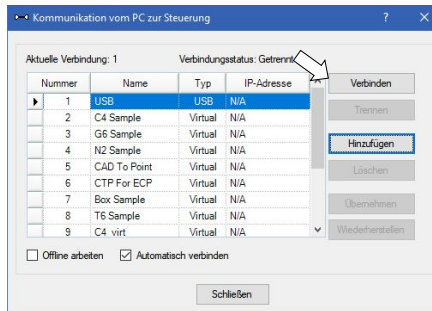 Kommunikation vom PC zur Steuerung ? ×
Aktuelle Verbindung: 1 Verbindungsstatus: Getrennt
Nummer Name Typ IP-Adresse
1 USB USB N/A
2 C4 Sample Virtual N/A
3 G6 Sample Virtual N/A
4 N2 Sample Virtual N/A
5 CAD To Point Virtual N/A
6 CTP For ECP Virtual N/A
7 Box Sample Virtual N/A
8 T6 Sample Virtual N/A
9 C4 virt Virtual N/A
Verbinden
Trennen
Hinzufügen
Löschen
Übernehmen
Wiederherstellen
Offline arbeiten Automatisch verbinden
Schließen